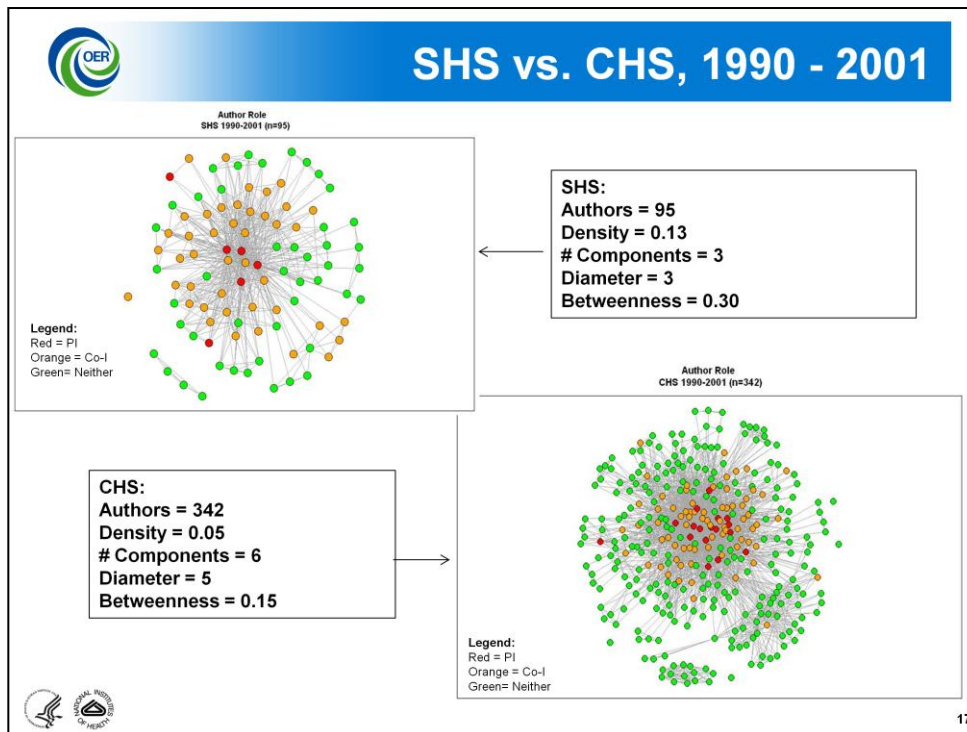 OER
SHS vs. CHS, 1990 - 2001
Author Role
SHS 1990-2001 (n=95)
Legend:
Red = PI
Orange = Co-I
Green= Neither
SHS:
Authors = 95
Density = 0.13
# Components = 3
Diameter = 3
Betweenness = 0.30
CHS:
Authors = 342
Density = 0.05
# Components = 6
Diameter = 5
Betweenness = 0.15
Author Role
CHS 1990-2001 (n=342)
Legend:
Red = PI
Orange = Co-I
Green= Neither
NATIONAL INSTITUTES
OF HEALTH
17